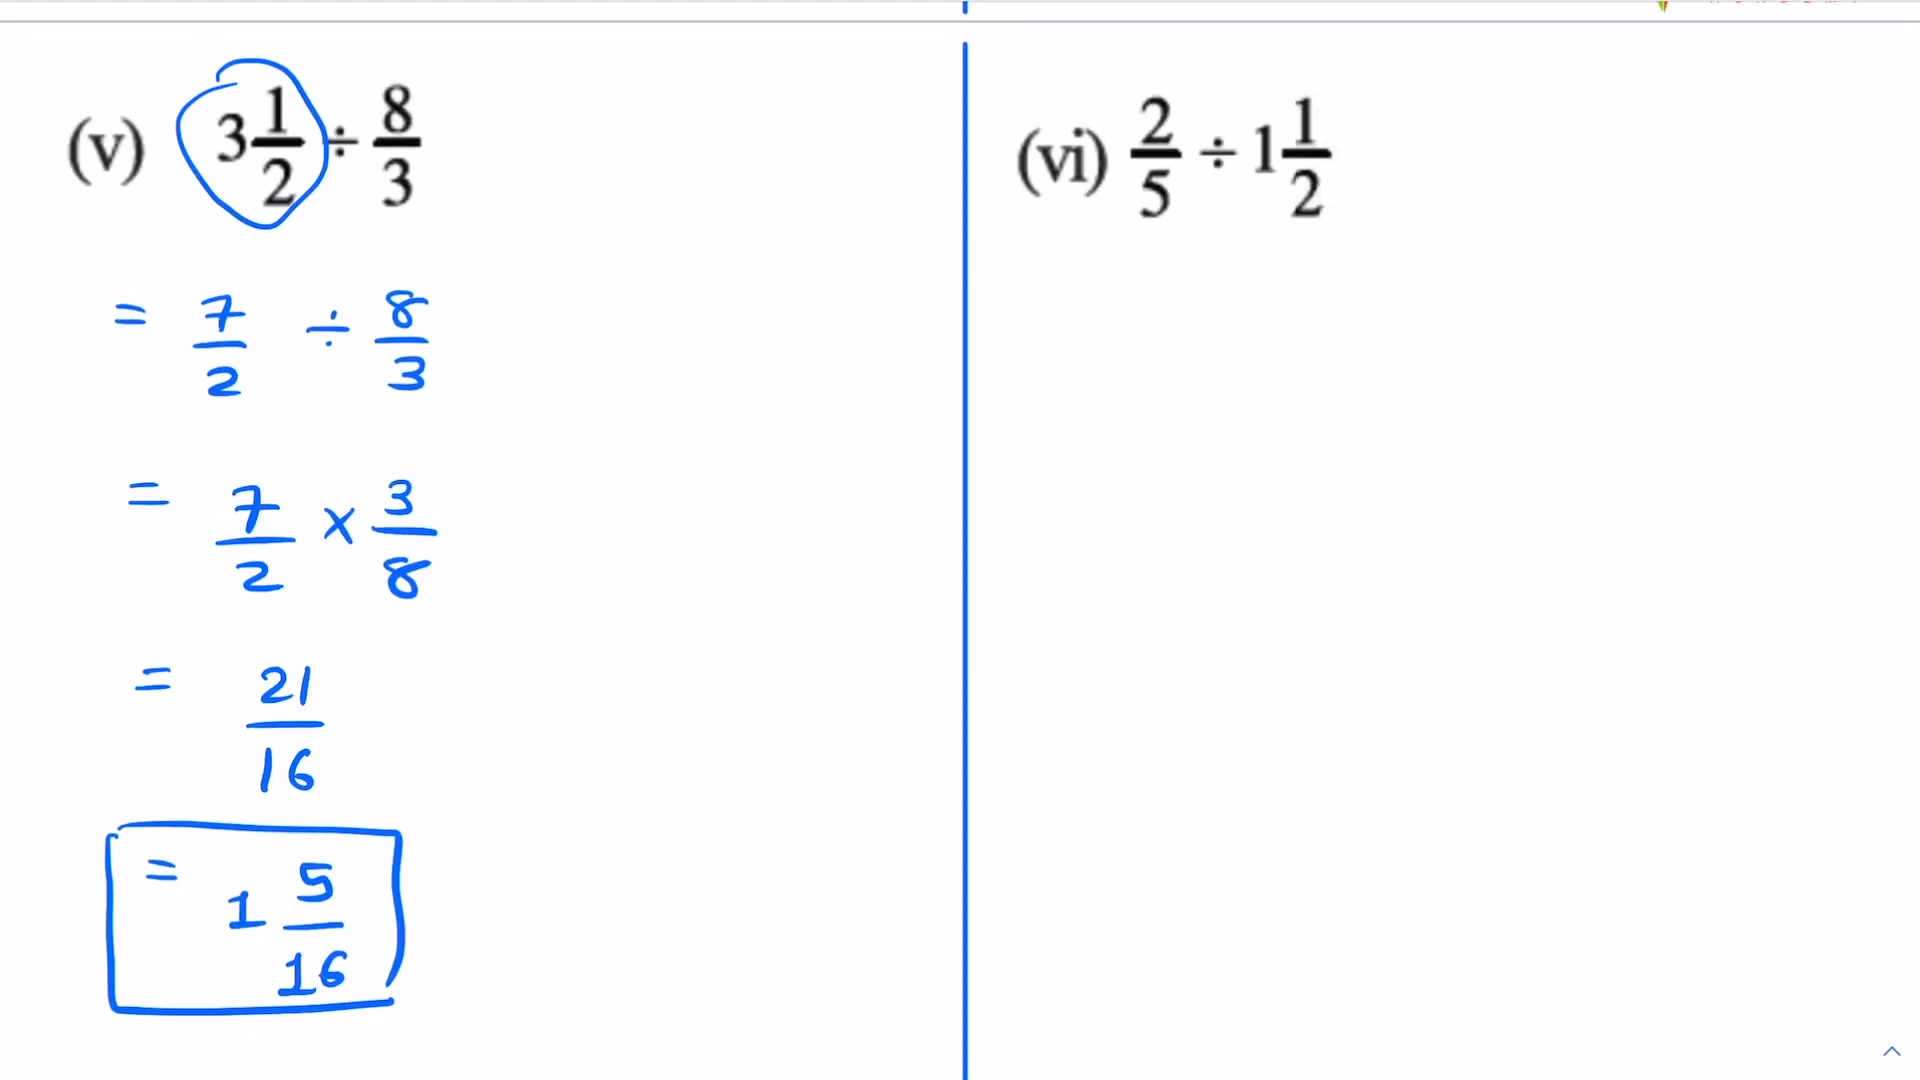 (v) 3 1/2 ÷ 8/3
= 7/2 ÷ 8/3
= 7/2 × 3/8
= 21/16
= 1 5/16
(vi) 2/5 ÷ 1 1/2